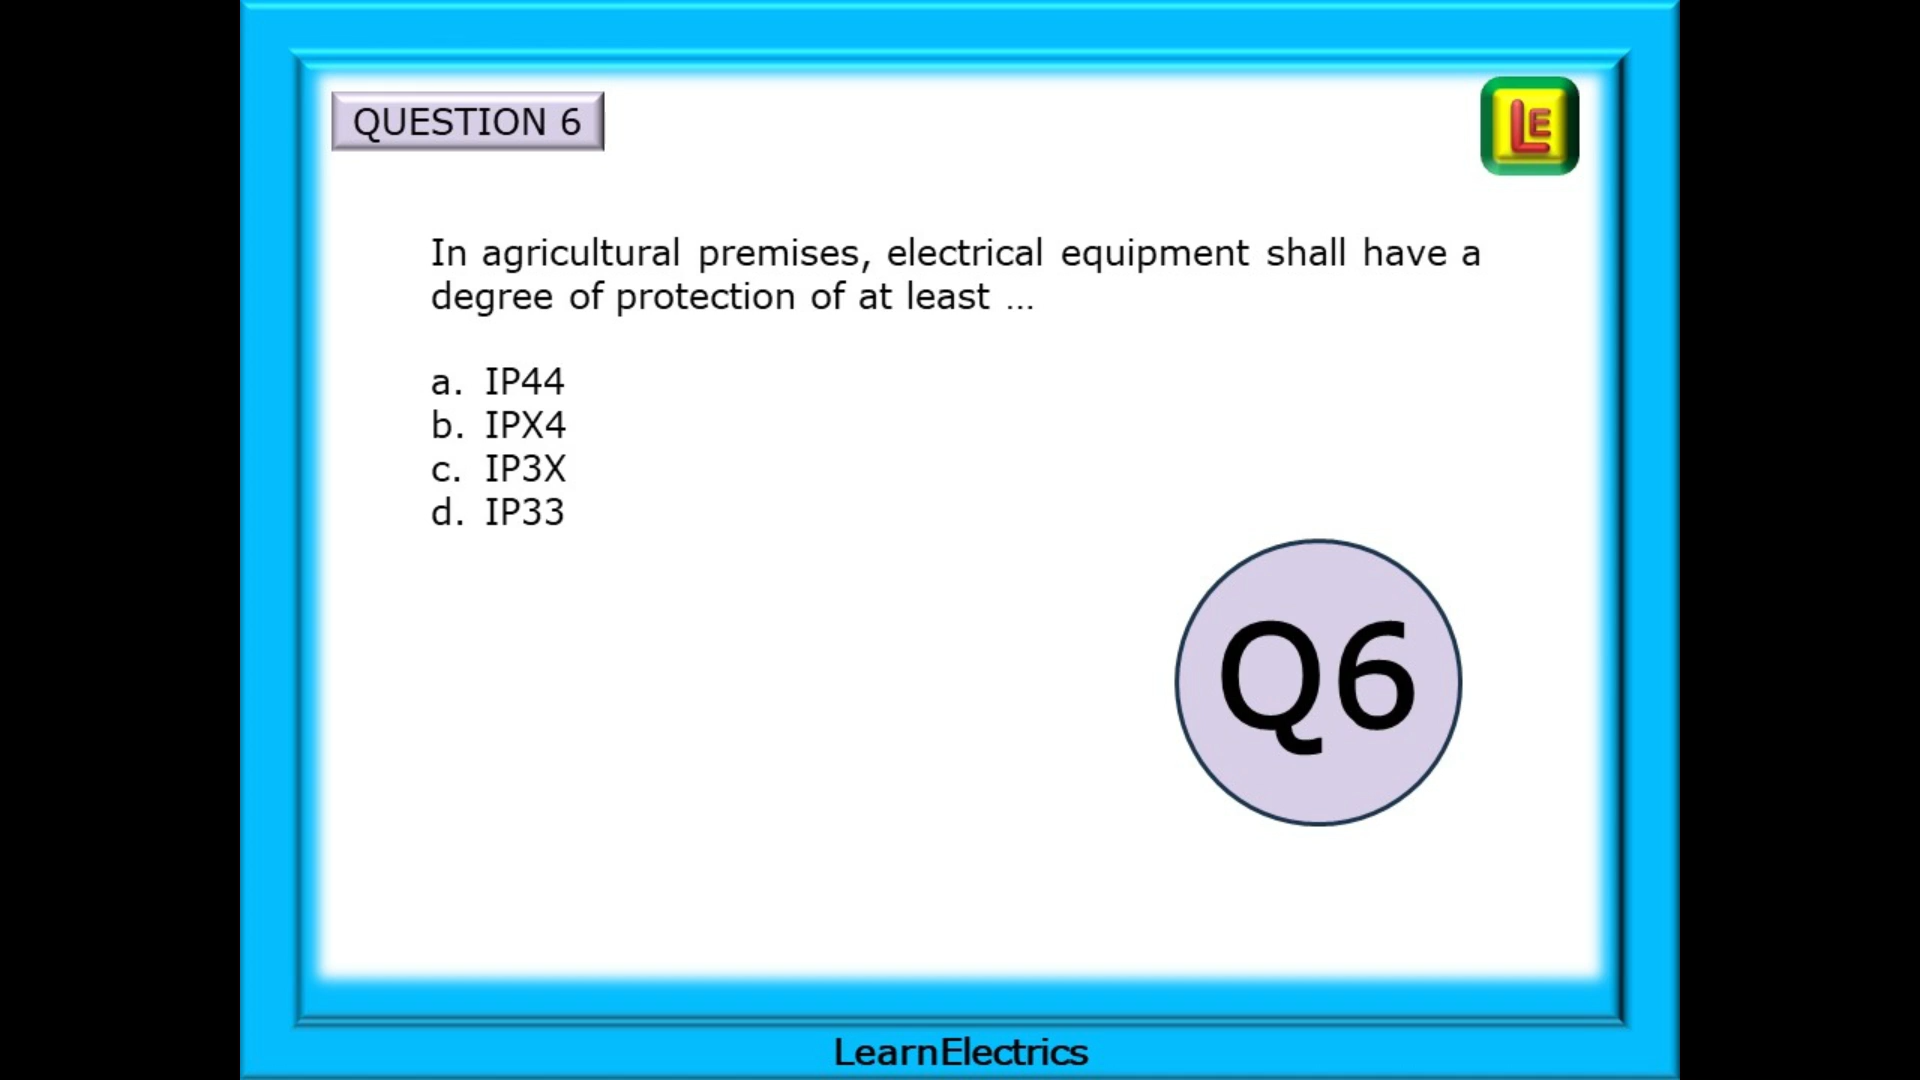 QUESTION 6
LE
In agricultural premises, electrical equipment shall have a
degree of protection of at least ...
a. IP44
b. IPX4
c. IP3X
d. IP33
Q6
LearnElectrics